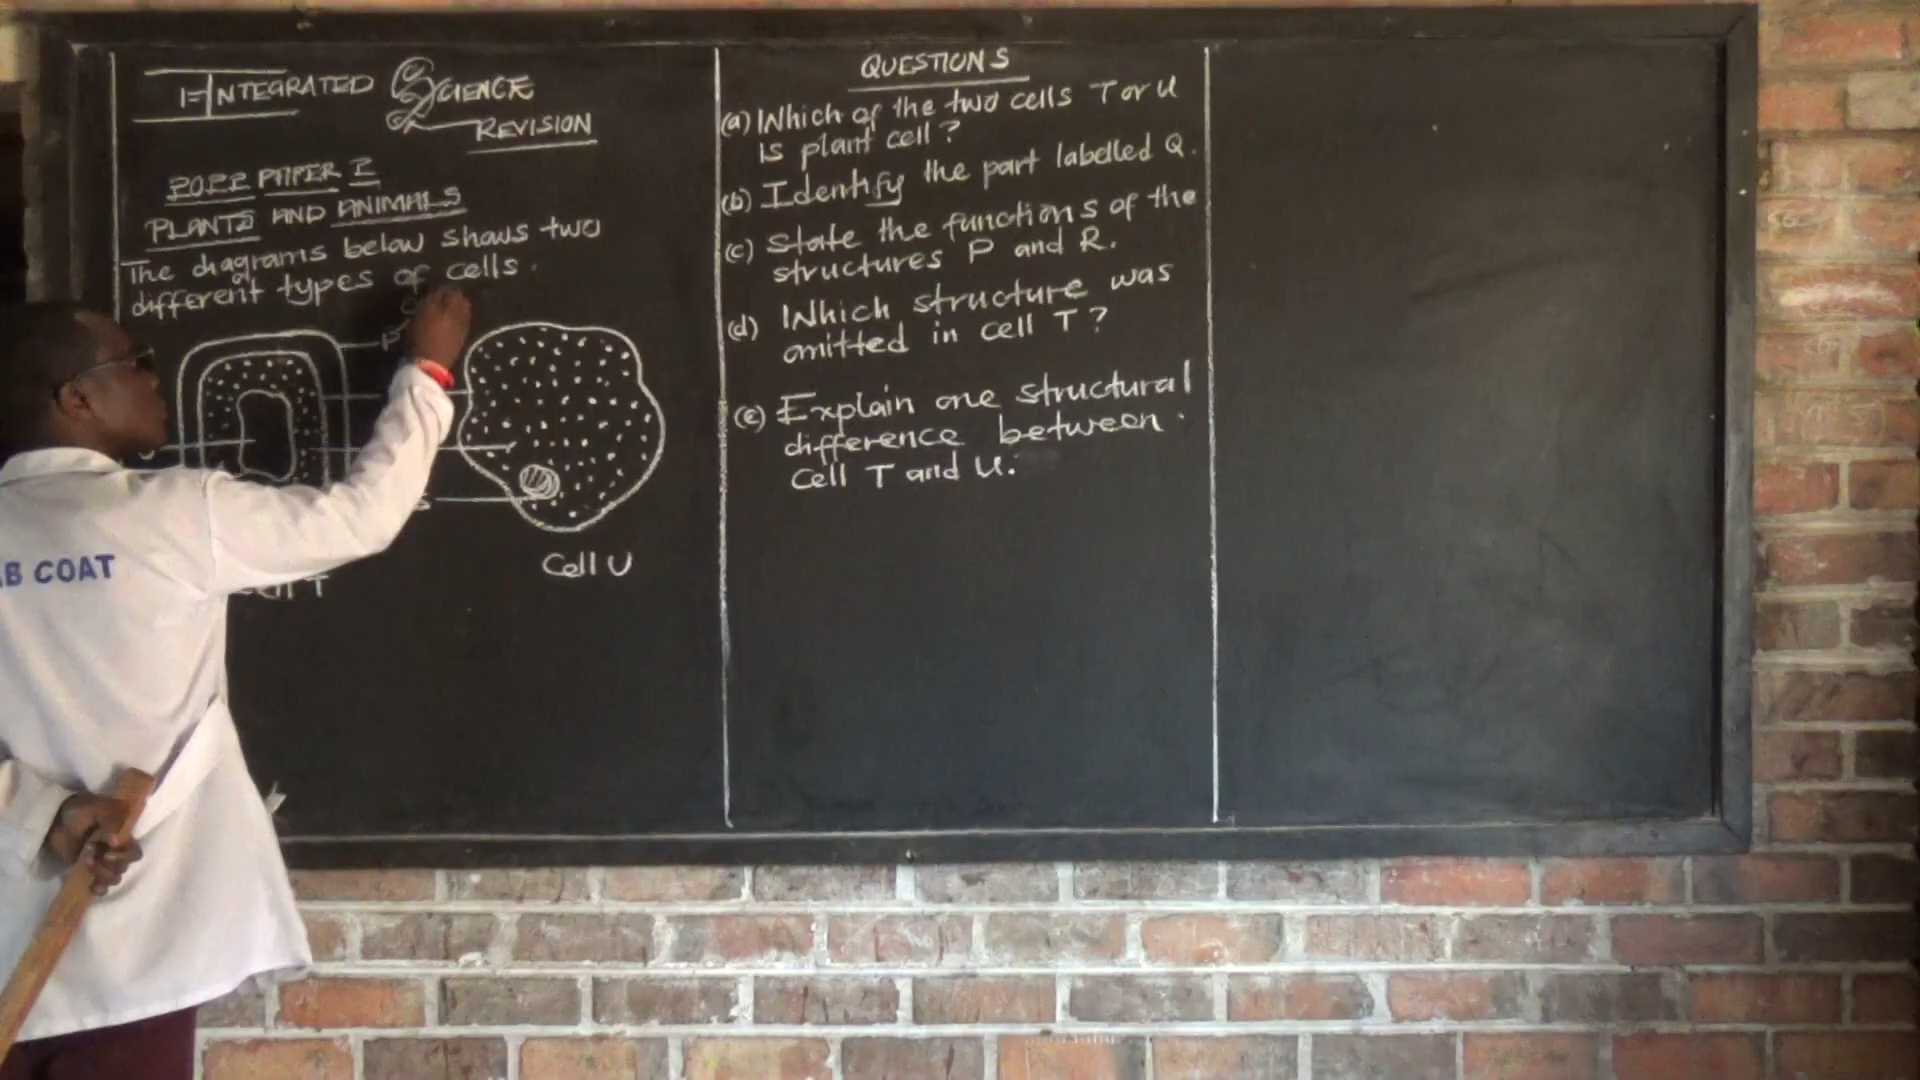 INTEGRATED SCIENCE
REVISION
PAPER 2
PLANTS AND ANIMALS
The diagrams below shows two
different types of cells.
P
S
Cell T
Cell U
B COAT
QUESTIONS
(a) Which of the two cells T or U
is plant cell?
(b) Identify the part labelled Q.
(c) State the functions of the
structures P and R.
(d) Which structure was
omitted in cell T?
(e) Explain one structural
difference between
cell T and U.